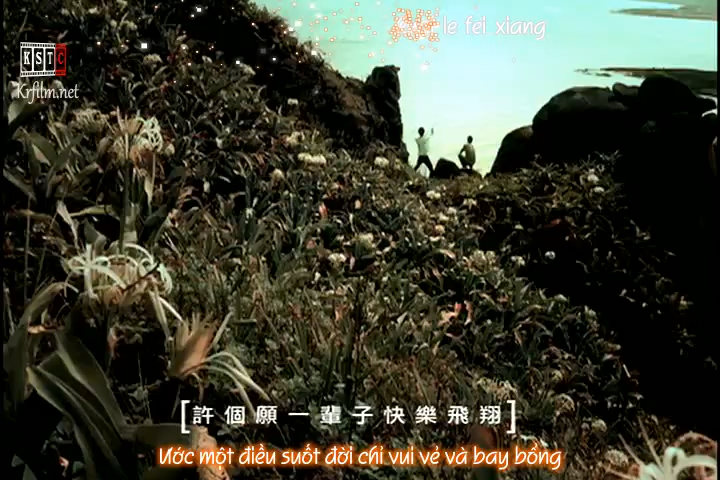 le fei xiang
KSTC
Krfilm.net
[許個願一輩子快樂飛翔]
Ước một điều suốt đời chỉ vui vẻ và bay bổng